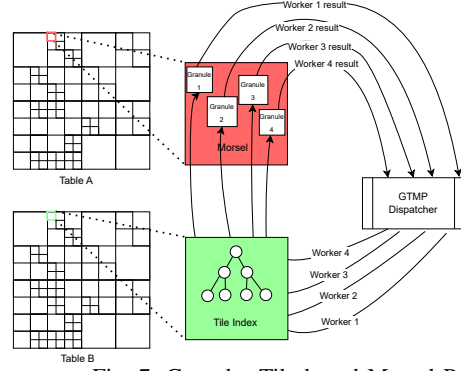 Worker 1 result
Worker 2 result
Worker 3 result
Worker 4 result
Granule
1
Granule
2
Granule
3
Granule
4
Morsel
Table A
GTMP
Dispatcher
Worker 4
Worker 3
Worker 2
Worker 1
Tile Index
Table B